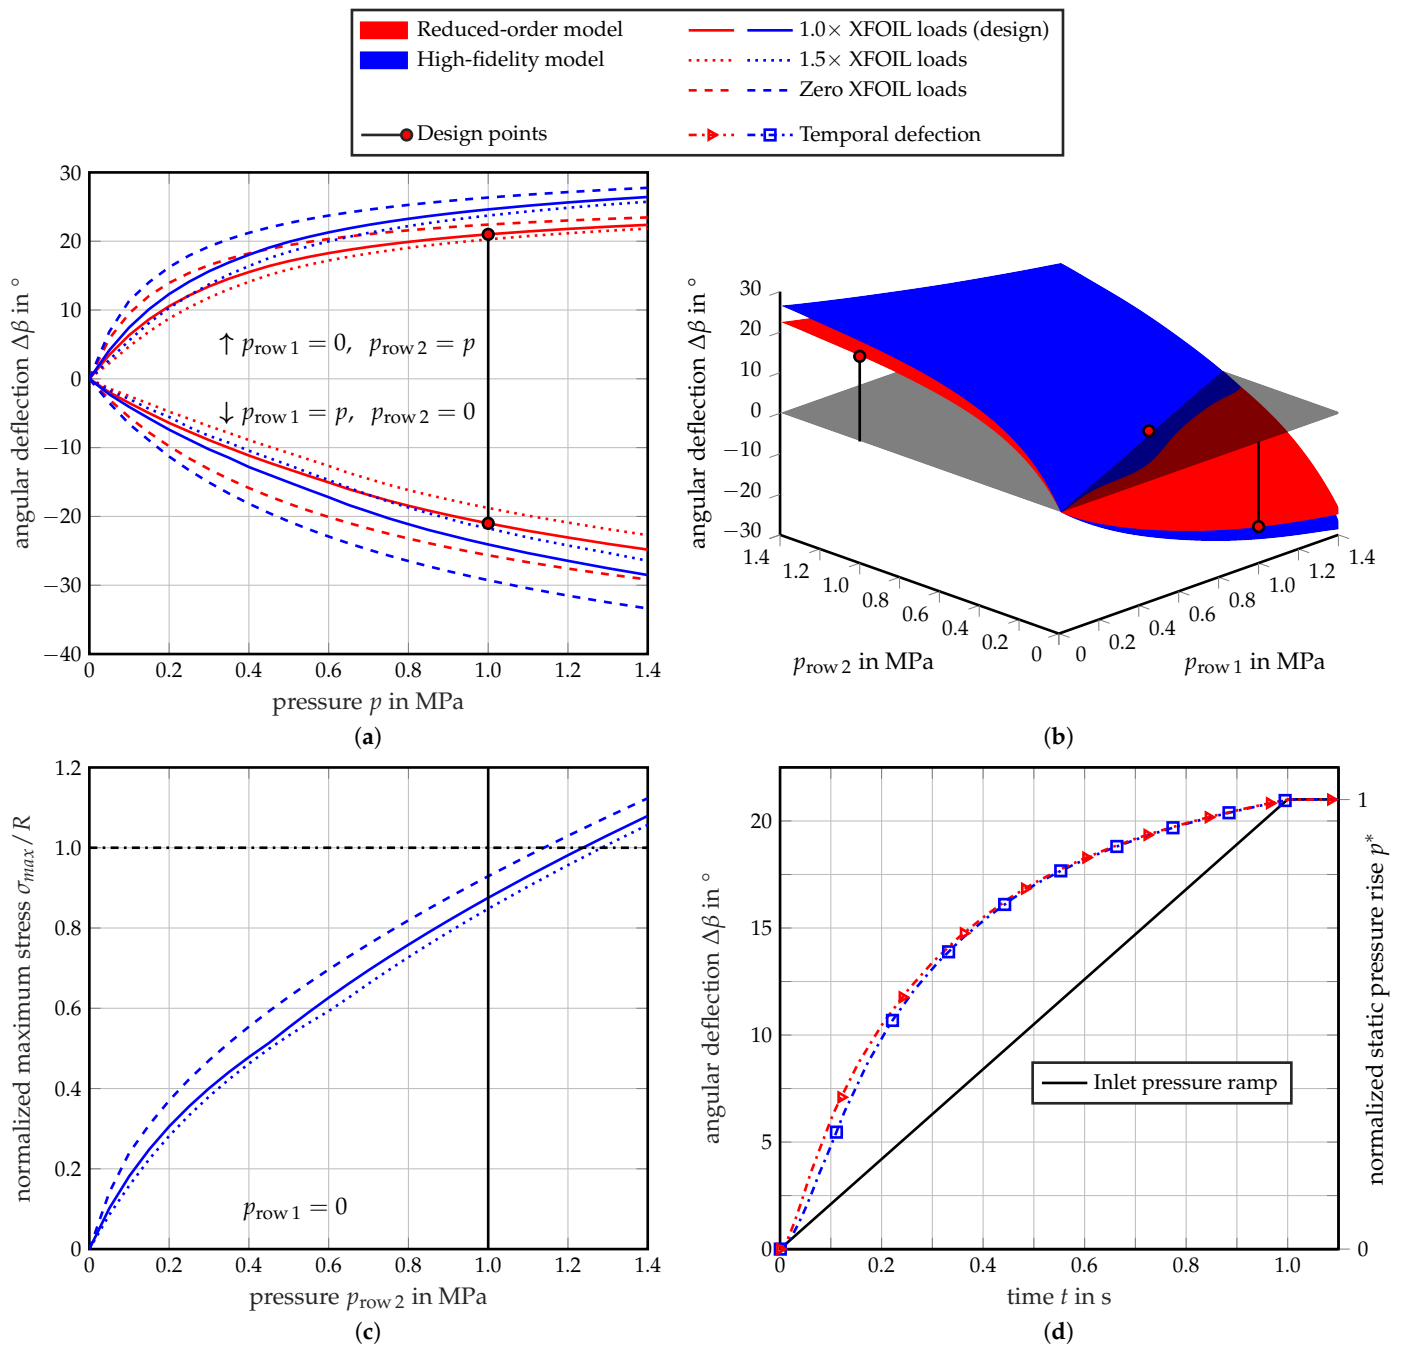 Reduced-order model
High-fidelity model
Design points
1.0× XFOIL loads (design)
1.5× XFOIL loads
Zero XFOIL loads
Temporal defection
30
20
10
0
−10
−20
−30
−40
angular deflection Δβ in °
↑ p_row 1 = 0, p_row 2 = p
↓ p_row 1 = p, p_row 2 = 0
0 0.2 0.4 0.6 0.8 1.0 1.2 1.4
pressure p in MPa
(a)
30
20
10
0
−10
−20
−30
angular deflection Δβ in °
1.4 1.2 1.0 0.8 0.6 0.4 0.2 0
p_row 2 in MPa
0 0.2 0.4 0.6 0.8 1.0 1.2 1.4
p_row 1 in MPa
(b)
1.2
1.0
0.8
0.6
0.4
0.2
0
normalized maximum stress σ_max/R
p_row 1 = 0
0 0.2 0.4 0.6 0.8 1.0 1.2 1.4
pressure p_row 2 in MPa
(c)
20
15
10
5
0
angular deflection Δβ in °
Inlet pressure ramp
1
0
normalized static pressure rise p*
0 0.2 0.4 0.6 0.8 1.0
time t in s
(d)